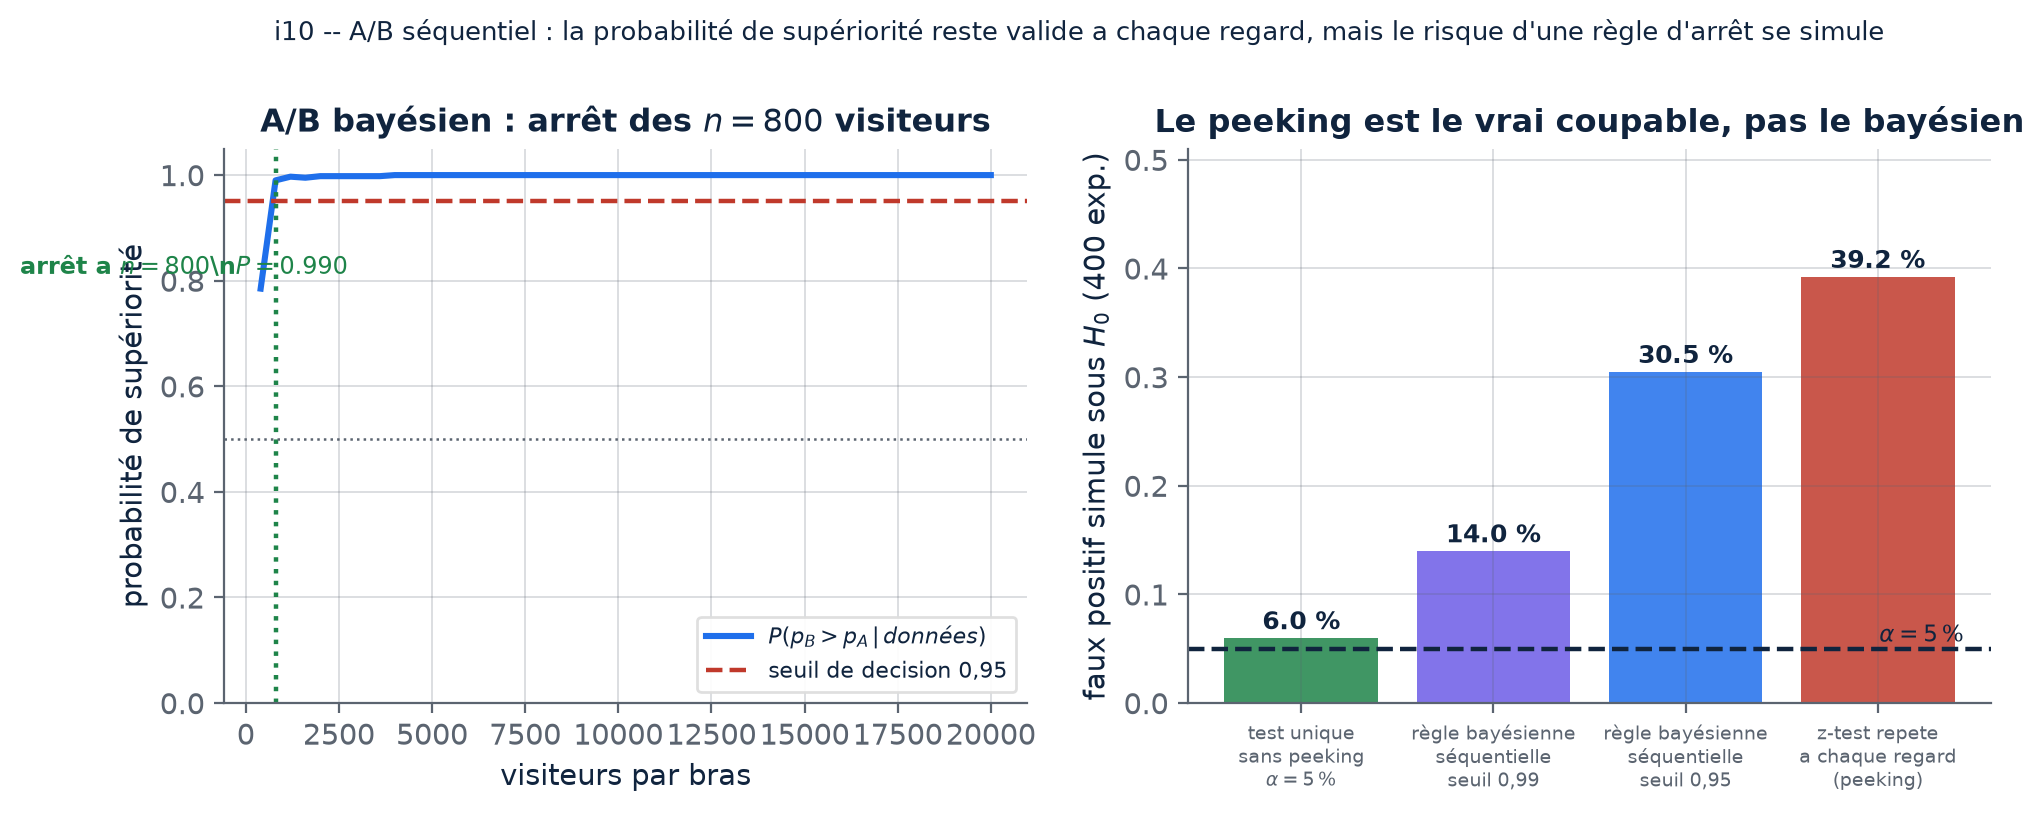 i10 -- A/B séquentiel : la probabilité de supériorité reste valide a chaque regard, mais le risque d'une règle d'arrêt se simule
A/B bayésien : arrêt des n = 800 visiteurs
probabilité de supériorité
1.0
0.8
0.6
0.4
0.2
0.0
arrêt a n = 800\nP = 0.990
P(p_B > p_A | données)
seuil de decision 0,95
0 2500 5000 7500 10000 12500 15000 17500 20000
visiteurs par bras
Le peeking est le vrai coupable, pas le bayésien
faux positif simule sous H_0 (400 exp.)
0.5
0.4
0.3
0.2
0.1
0.0
6.0 %
14.0 %
30.5 %
39.2 %
α = 5 %
test unique
sans peeking
α = 5 %
règle bayésienne
séquentielle
seuil 0,99
règle bayésienne
séquentielle
seuil 0,95
z-test repete
a chaque regard
(peeking)